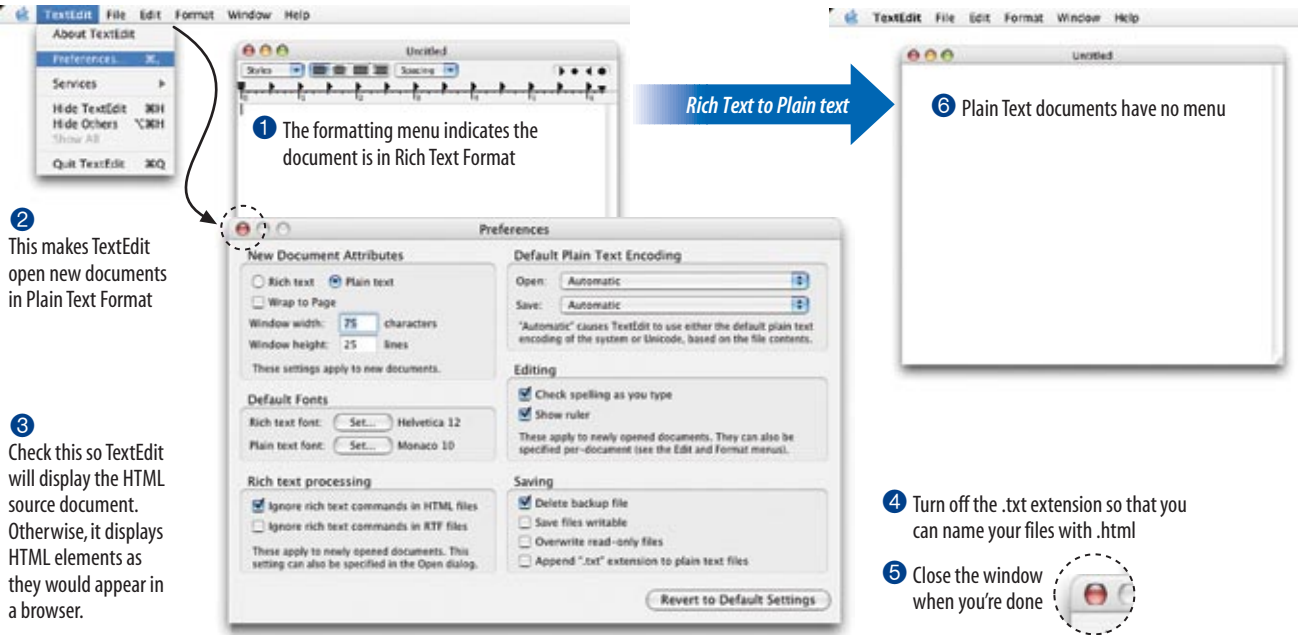 TextEdit File Edit Format Window Help
About TextEdit
Preferences... ⌘,
Services
Hide TextEdit ⌘H
Hide Others ⌥⌘H
Show All
Quit TextEdit ⌘Q
Untitled
Styles Spacing
1 The formatting menu indicates the
document is in Rich Text Format
Rich Text to Plain text
TextEdit File Edit Format Window Help
Untitled
6 Plain Text documents have no menu
2
This makes TextEdit
open new documents
in Plain Text Format
3
Check this so TextEdit
will display the HTML
source document.
Otherwise, it displays
HTML elements as
they would appear in
a browser.
Preferences
New Document Attributes
Rich text Plain text
Wrap to Page
Window width: 75 characters
Window height: 25 lines
These settings apply to new documents.
Default Fonts
Rich text font: Set... Helvetica 12
Plain text font: Set... Monaco 10
Rich text processing
Ignore rich text commands in HTML files
Ignore rich text commands in RTF files
These apply to newly opened documents. This
setting can also be specified in the Open dialog.
Default Plain Text Encoding
Open: Automatic
Save: Automatic
"Automatic" causes TextEdit to use either the default plain text
encoding of the system or Unicode, based on the file contents.
Editing
Check spelling as you type
Show ruler
These apply to newly opened documents. They can also be
specified per-document (see the Edit and Format menus).
Saving
Delete backup file
Save files writable
Overwrite read-only files
Append ".txt" extension to plain text files
Revert to Default Settings
4 Turn off the .txt extension so that you
can name your files with .html
5 Close the window
when you're done